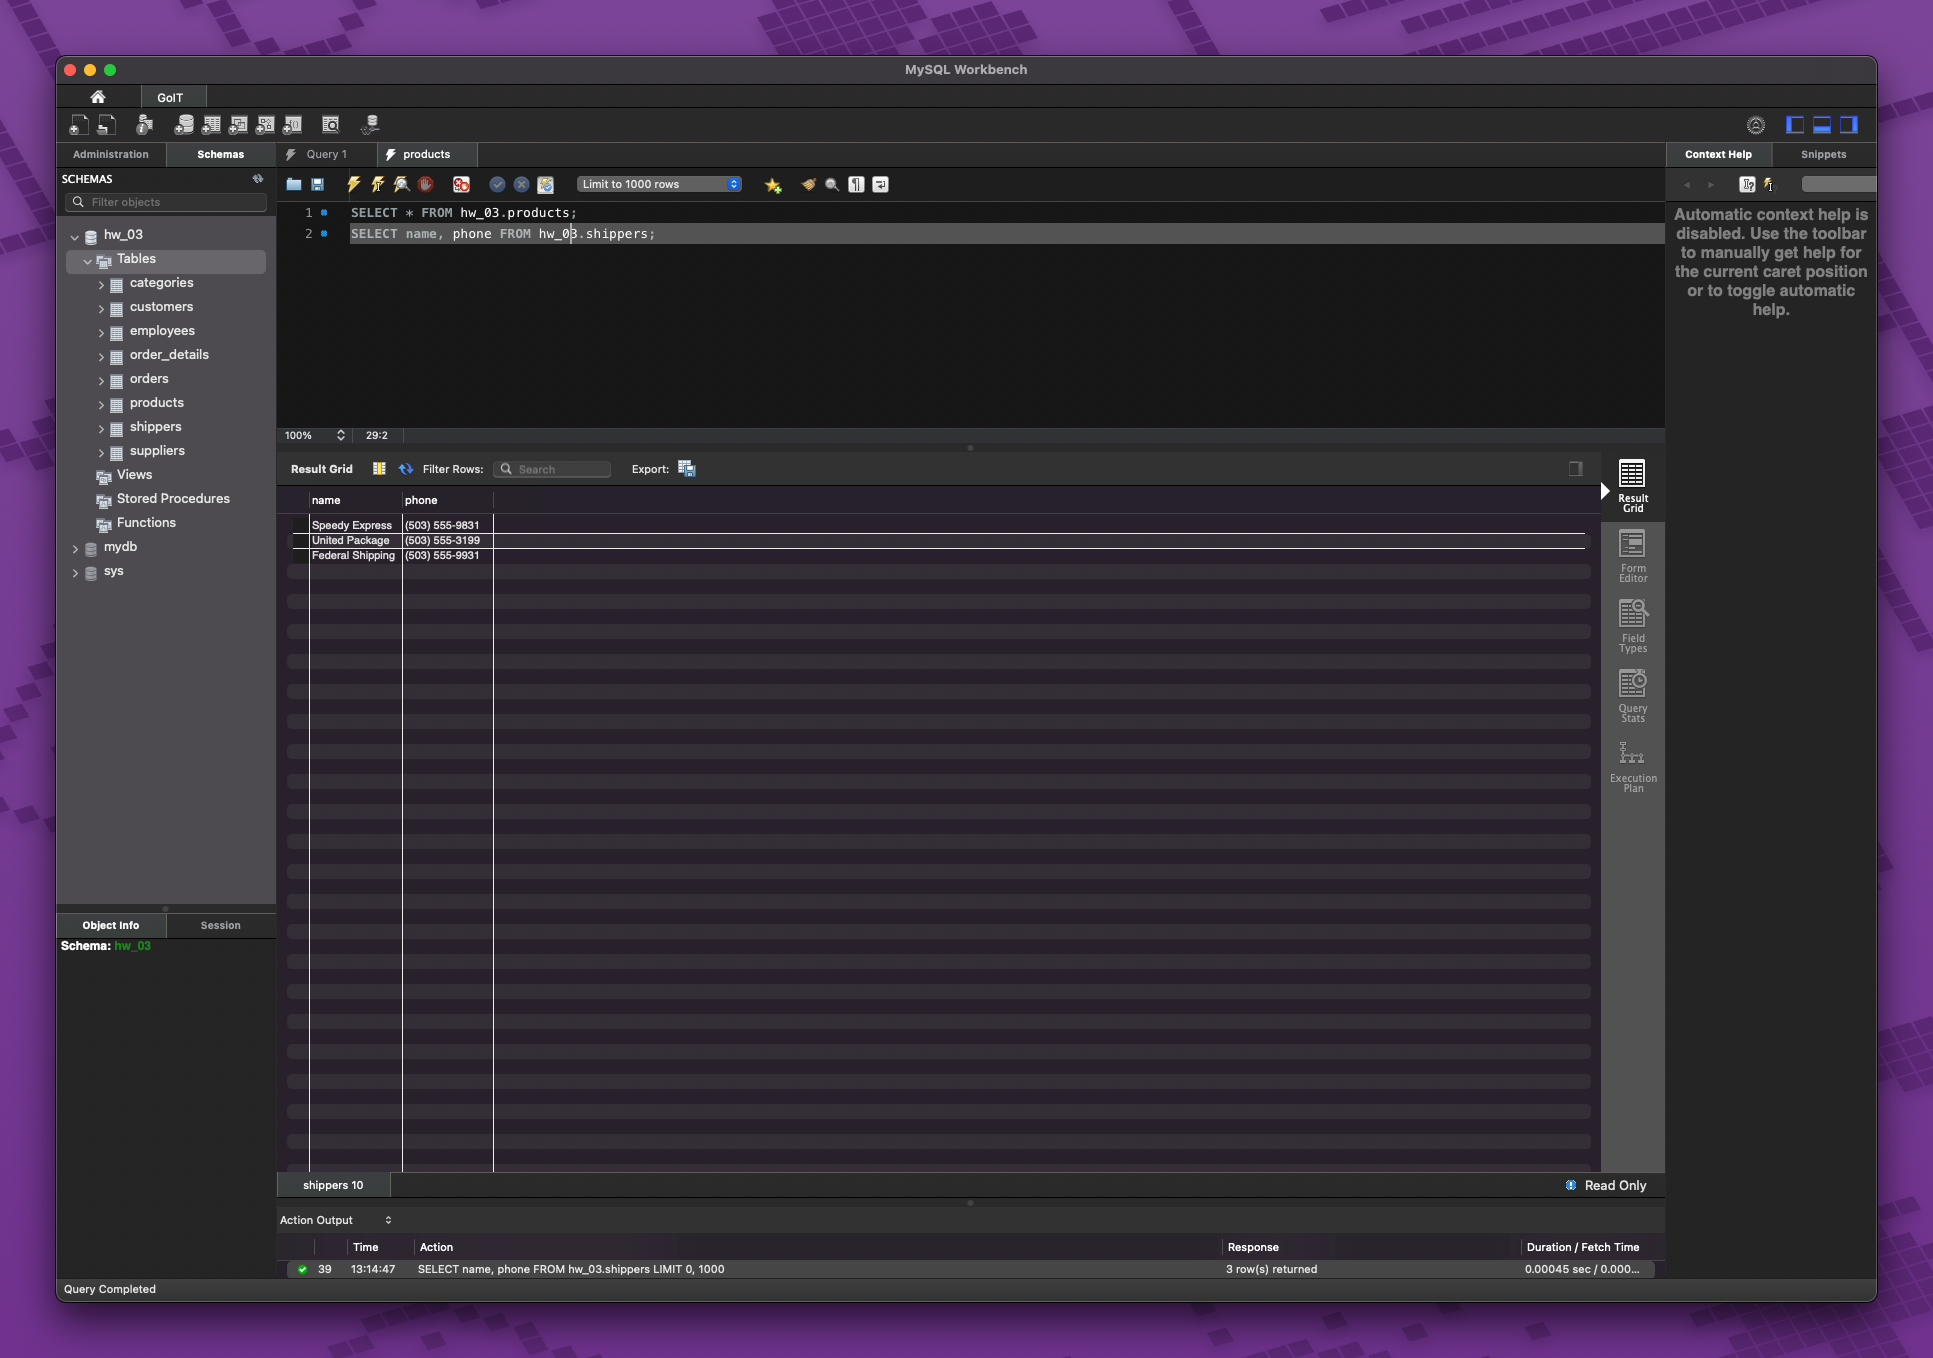 MySQL Workbench
GoIT
Administration
Schemas
Query 1
products
Context Help
Snippets
SCHEMAS
Filter objects
Limit to 1000 rows
1 SELECT * FROM hw_03.products;
2 SELECT name, phone FROM hw_03.shippers;
hw_03
Tables
categories
customers
employees
order_details
orders
products
shippers
suppliers
Views
Stored Procedures
Functions
mydb
sys
Automatic context help is
disabled. Use the toolbar
to manually get help for
the current caret position
or to toggle automatic
help.
100%
29:2
Result Grid
Filter Rows:
Search
Export:
name phone
Speedy Express (503) 555-9831
United Package (503) 555-3199
Federal Shipping (503) 555-9931
Result
Grid
Form
Editor
Field
Types
Query
Stats
Execution
Plan
Object Info
Session
Schema: hw_03
shippers 10
Read Only
Action Output
Time Action Response Duration / Fetch Time
39 13:14:47 SELECT name, phone FROM hw_03.shippers LIMIT 0, 1000 3 row(s) returned 0.00045 sec / 0.000...
Query Completed